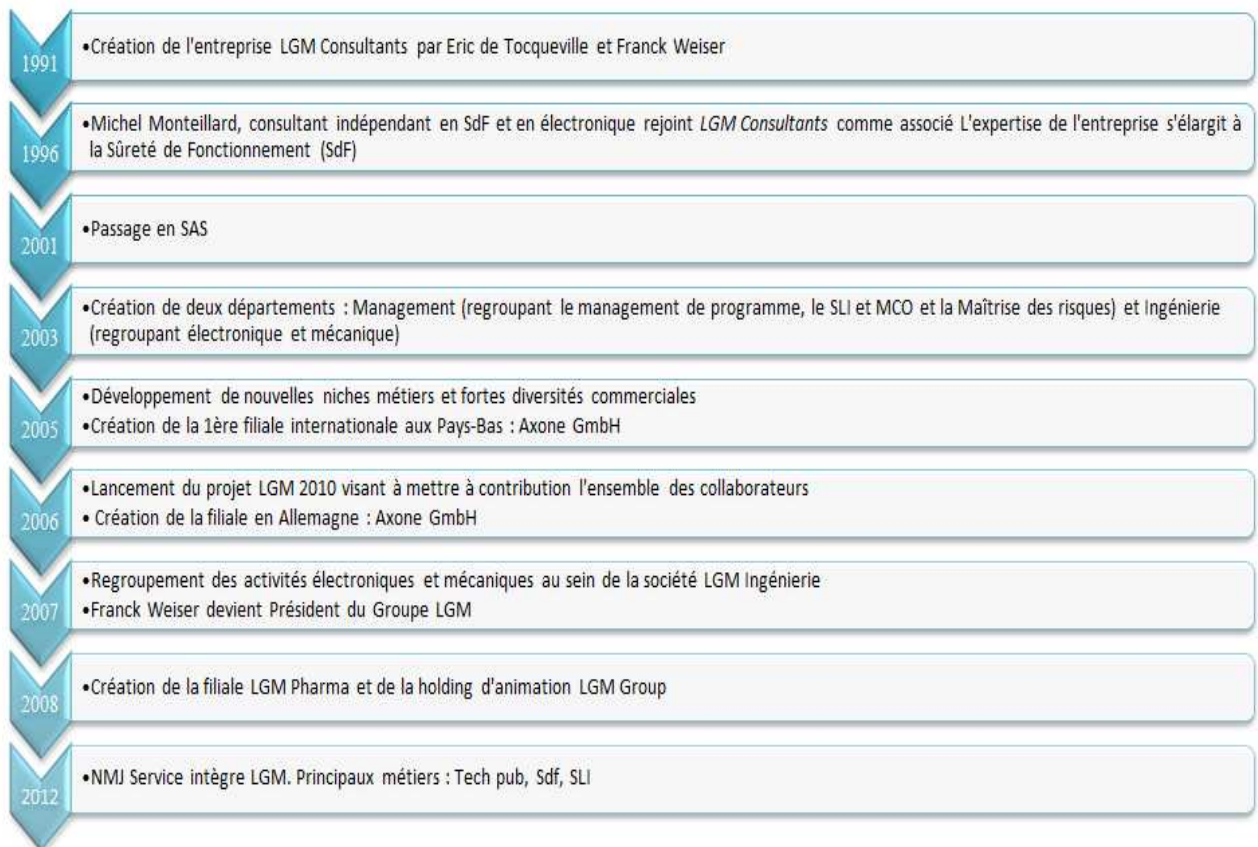 1991
•Création de l'entreprise LGM Consultants par Eric de Tocqueville et Franck Weiser
1996
•Michel Monteillard, consultant indépendant en SdF et en électronique rejoint LGM Consultants comme associé L'expertise de l'entreprise s'élargit à
la Sûreté de Fonctionnement (SdF)
2001
•Passage en SAS
2003
•Création de deux départements : Management (regroupant le management de programme, le SLI et MCO et la Maîtrise des risques) et Ingénierie
(regroupant électronique et mécanique)
2005
•Développement de nouvelles niches métiers et fortes diversités commerciales
•Création de la 1ère filiale internationale aux Pays-Bas : Axone GmbH
2006
•Lancement du projet LGM 2010 visant à mettre à contribution l'ensemble des collaborateurs
• Création de la filiale en Allemagne : Axone GmbH
2007
•Regroupement des activités électroniques et mécaniques au sein de la société LGM Ingénierie
•Franck Weiser devient Président du Groupe LGM
2008
•Création de la filiale LGM Pharma et de la holding d'animation LGM Group
2012
•NMJ Service intègre LGM. Principaux métiers : Tech pub, Sdf, SLI